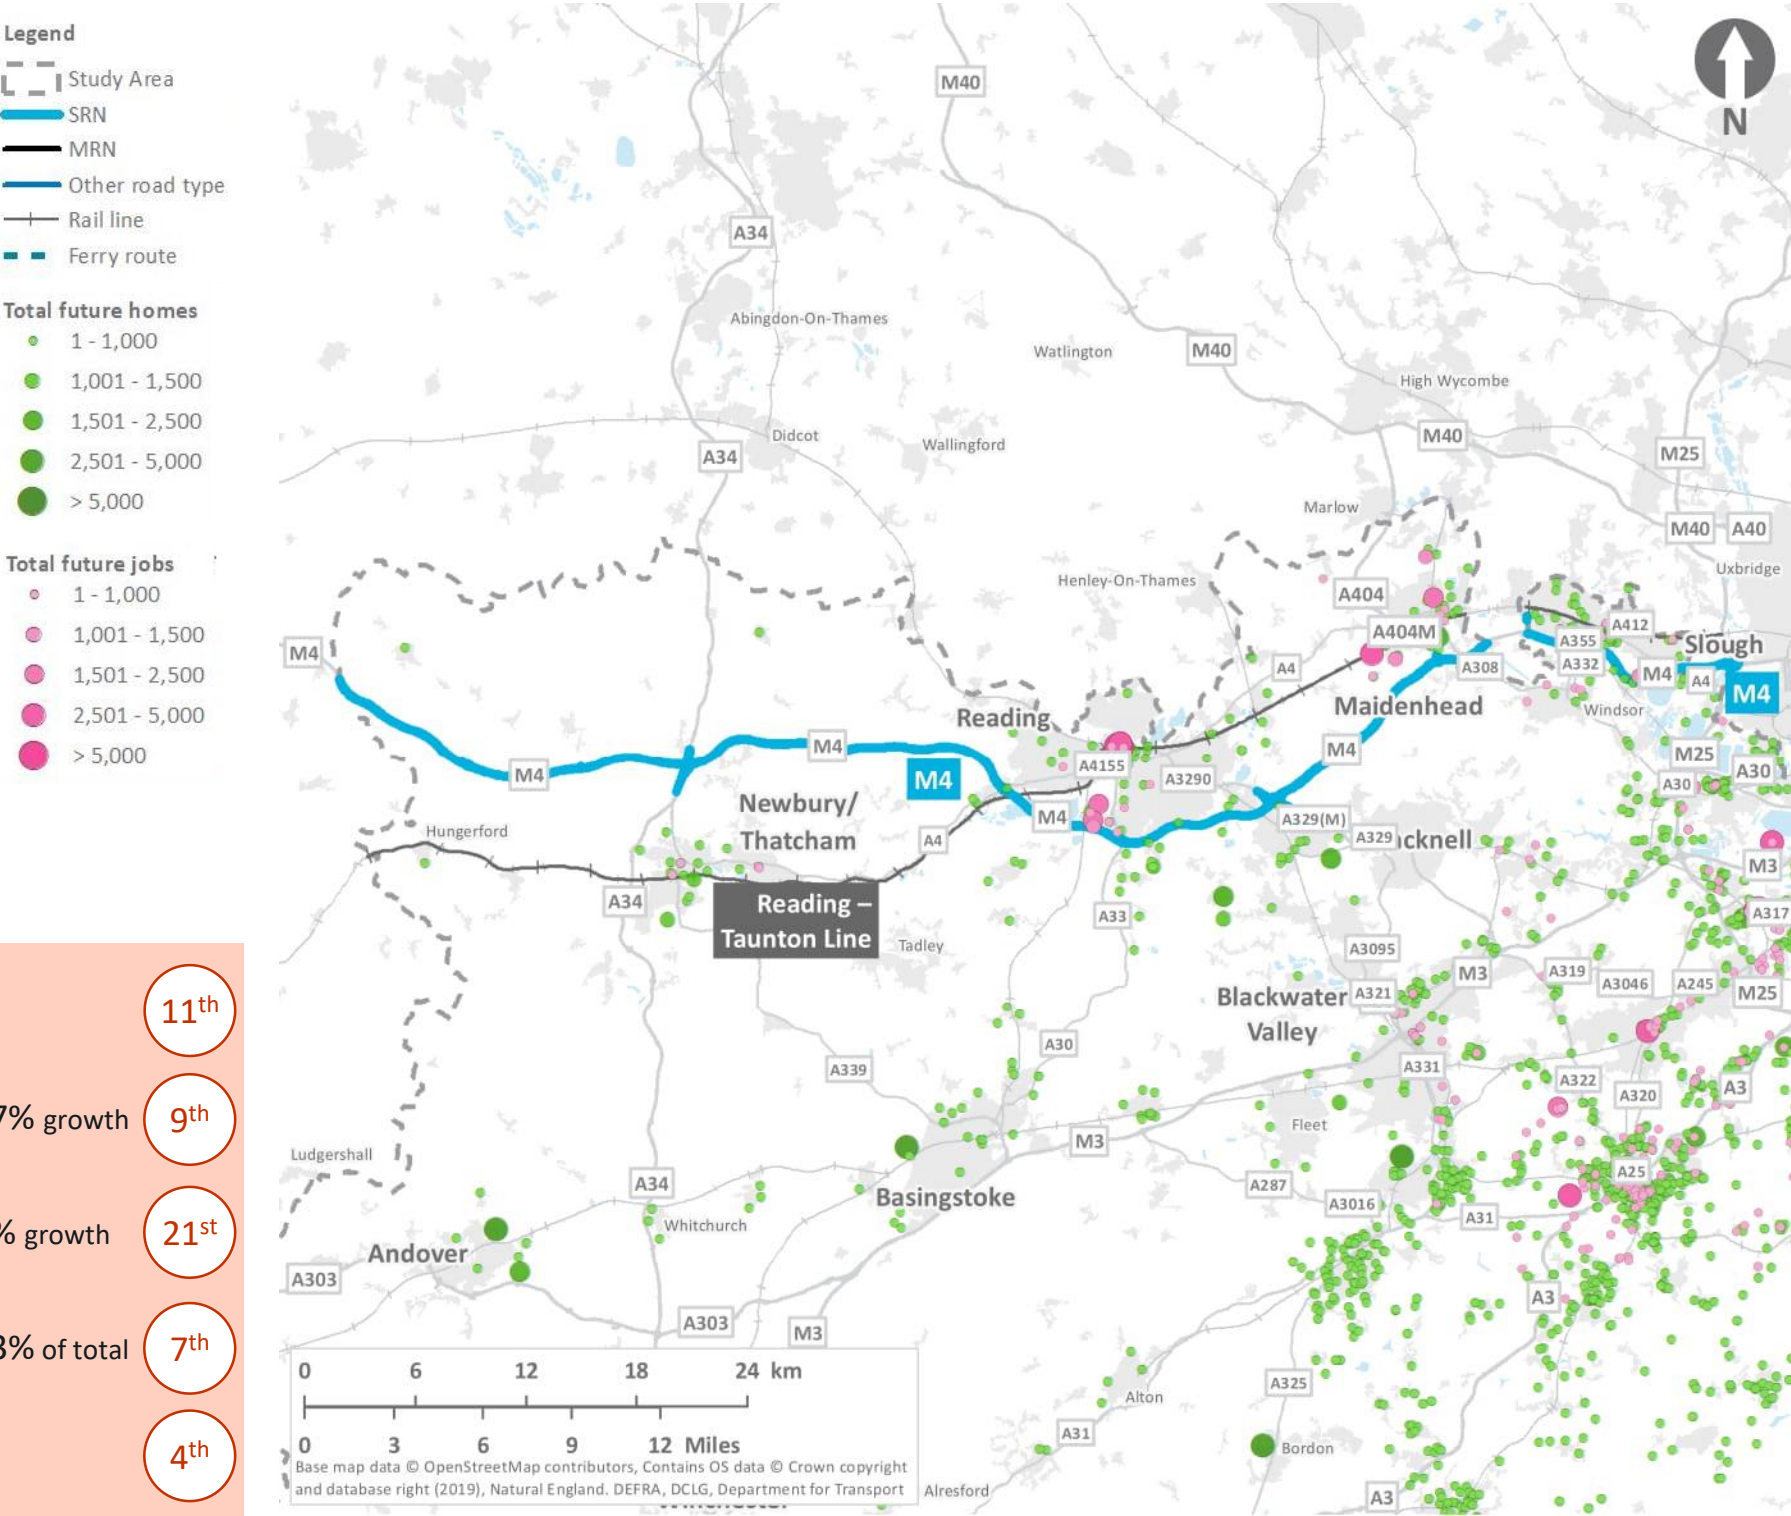 Legend
Study Area
SRN
MRN
Other road type
Rail line
Ferry route
Total future homes
1 - 1,000
1,001 - 1,500
1,501 - 2,500
2,501 - 5,000
> 5,000
Total future jobs
1 - 1,000
1,001 - 1,500
1,501 - 2,500
2,501 - 5,000
> 5,000
11th
7% growth
9th
% growth
21st
% of total
7th
4th
N
M40
A34
Abingdon-On-Thames
Watlington
M40
High Wycombe
Didcot
Wallingford
M40
A34
M25
Marlow
M40
A40
Uxbridge
Henley-On-Thames
A404
A404M
A412
A355
Slough
M4
A4
A308
A332
M4
A4
M4
Reading
Maidenhead
Windsor
M4
M4
M4
M25
A4155
A30
M4
M4
A3290
A30
Newbury/
Thatcham
M4
A329(M)
Hungerford
A4
A329
cknell
M3
A34
Reading –
Taunton Line
A33
A317
Tadley
A3095
M3
A319
A3046
A245
M25
Blackwater
Valley
A321
A30
A339
A331
A322
A320
A3
Fleet
M3
Ludgershall
A25
A34
A287
Basingstoke
A3016
A31
Whitchurch
Andover
A303
A3
A303
M3
0 6 12 18 24 km
A325
Alton
0 3 6 9 12 Miles
A31
Bordon
Base map data © OpenStreetMap contributors, Contains OS data © Crown copyright
and database right (2019), Natural England. DEFRA, DCLG, Department for Transport
Alresford
A3